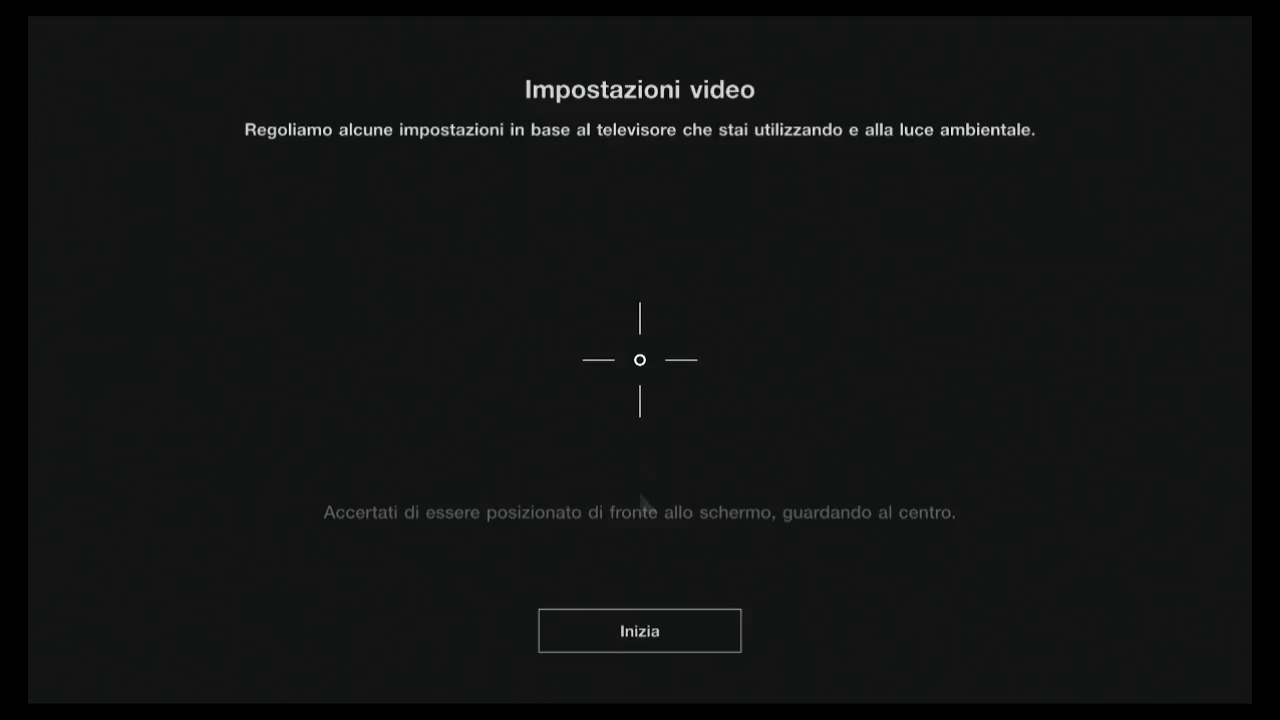 Impostazioni video
Regoliamo alcune impostazioni in base al televisore che stai utilizzando e alla luce ambientale.
Accertati di essere posizionato di fronte allo schermo, guardando al centro.
Inizia